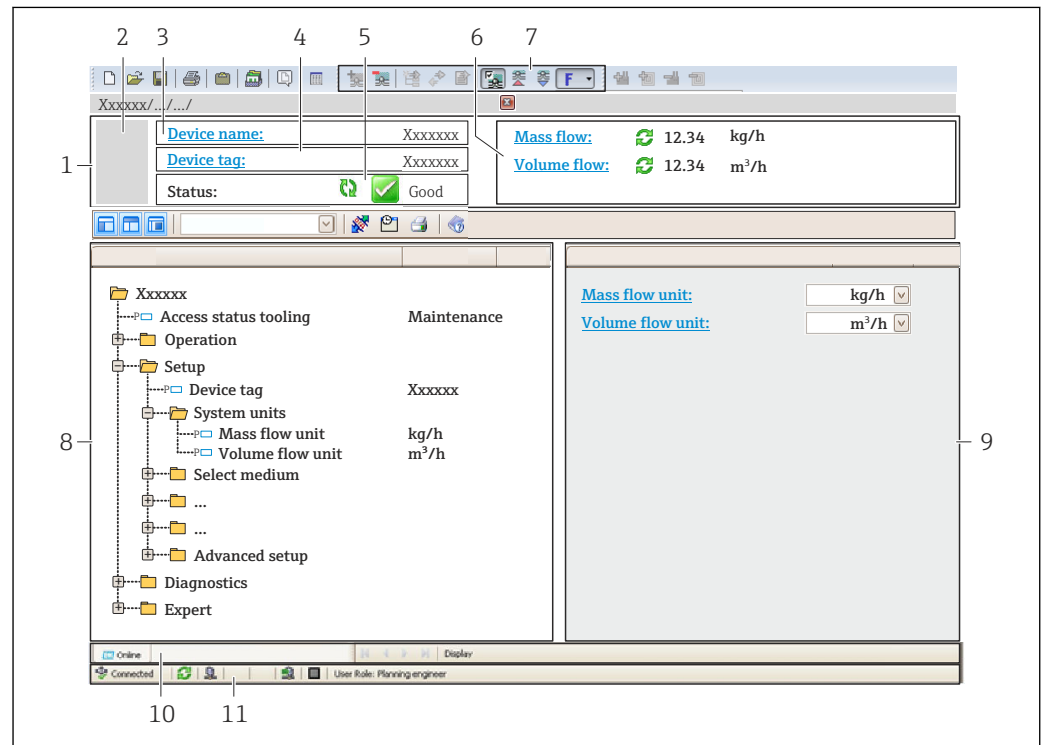 2 3 4 5 6 7
F
Xxxxxx/.../.../
1
Device name: Xxxxxxx
Device tag: Xxxxxxx
Status: Good
Mass flow: 12.34 kg/h
Volume flow: 12.34 m³/h
Xxxxxx
Access status tooling Maintenance
Operation
Setup
Device tag Xxxxxx
System units
Mass flow unit kg/h
Volume flow unit m³/h
Select medium
...
...
Advanced setup
Diagnostics
Expert
8
Mass flow unit: kg/h
Volume flow unit: m³/h
9
Online Display
Connected User Role: Planning engineer
10 11